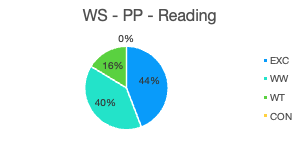 WS - PP - Reading
0%
16%
44%
40%
EXC
WW
WT
CON